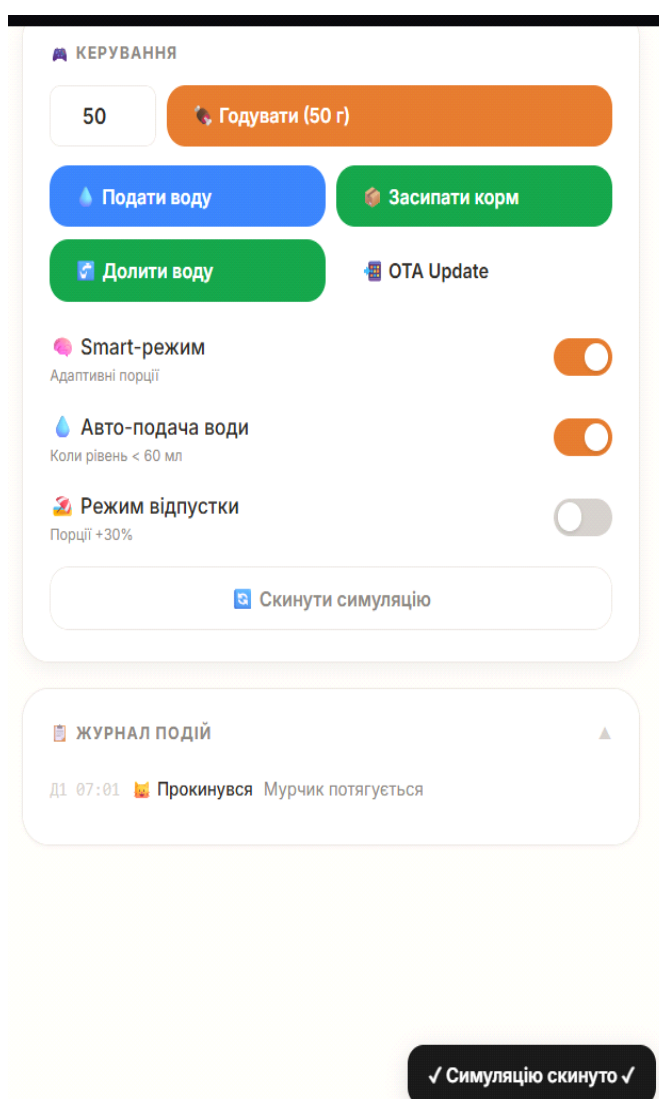 🎮 КЕРУВАННЯ
50
🍖 Годувати (50 г)
💧 Подати воду
📦 Засипати корм
🚰 Долити воду
📲 OTA Update
🧠 Smart-режим
Адаптивні порції
💧 Авто-подача води
Коли рівень < 60 мл
🏖️ Режим відпустки
Порції +30%
🔄 Скинути симуляцію
📋 ЖУРНАЛ ПОДІЙ ▲
Д1 07:01 😺 Прокинувся Мурчик потягується
✓ Симуляцію скинуто ✓